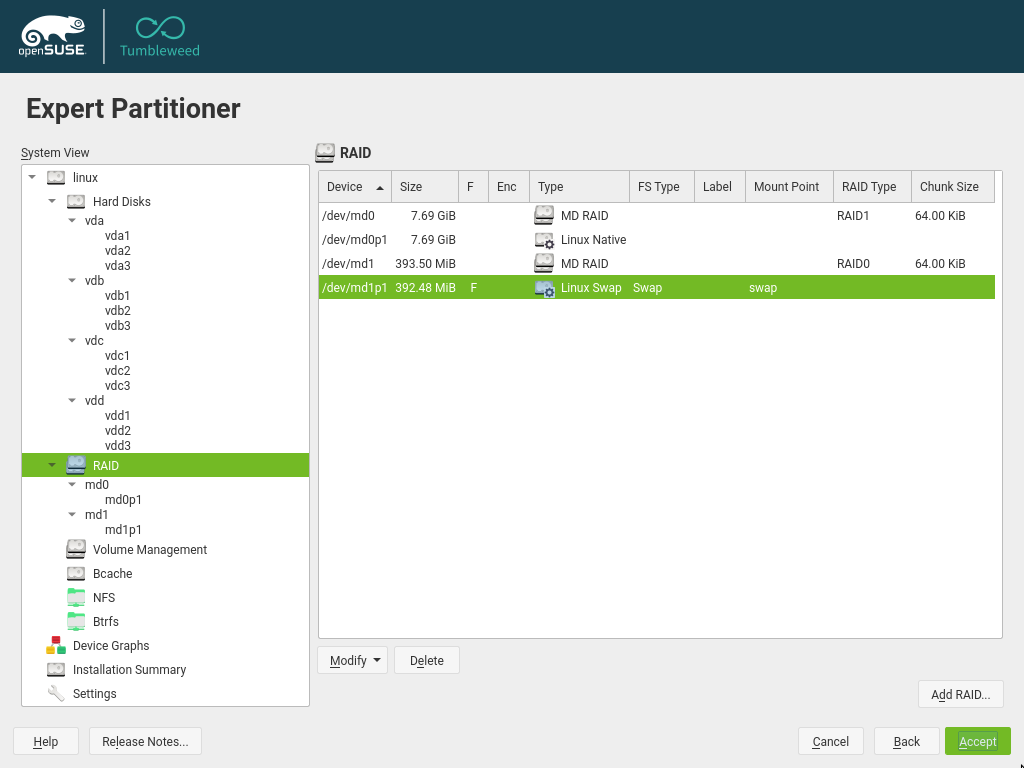 openSUSE
Tumbleweed
Expert Partitioner
System View
linux
Hard Disks
vda
vda1
vda2
vda3
vdb
vdb1
vdb2
vdb3
vdc
vdc1
vdc2
vdc3
vdd
vdd1
vdd2
vdd3
RAID
md0
md0p1
md1
md1p1
Volume Management
Bcache
NFS
Btrfs
Device Graphs
Installation Summary
Settings
RAID
Device Size F Enc Type FS Type Label Mount Point RAID Type Chunk Size
/dev/md0 7.69 GiB MD RAID RAID1 64.00 KiB
/dev/md0p1 7.69 GiB Linux Native
/dev/md1 393.50 MiB MD RAID RAID0 64.00 KiB
/dev/md1p1 392.48 MiB F Linux Swap Swap swap
Modify Delete
Add RAID...
Help Release Notes... Cancel Back Accept